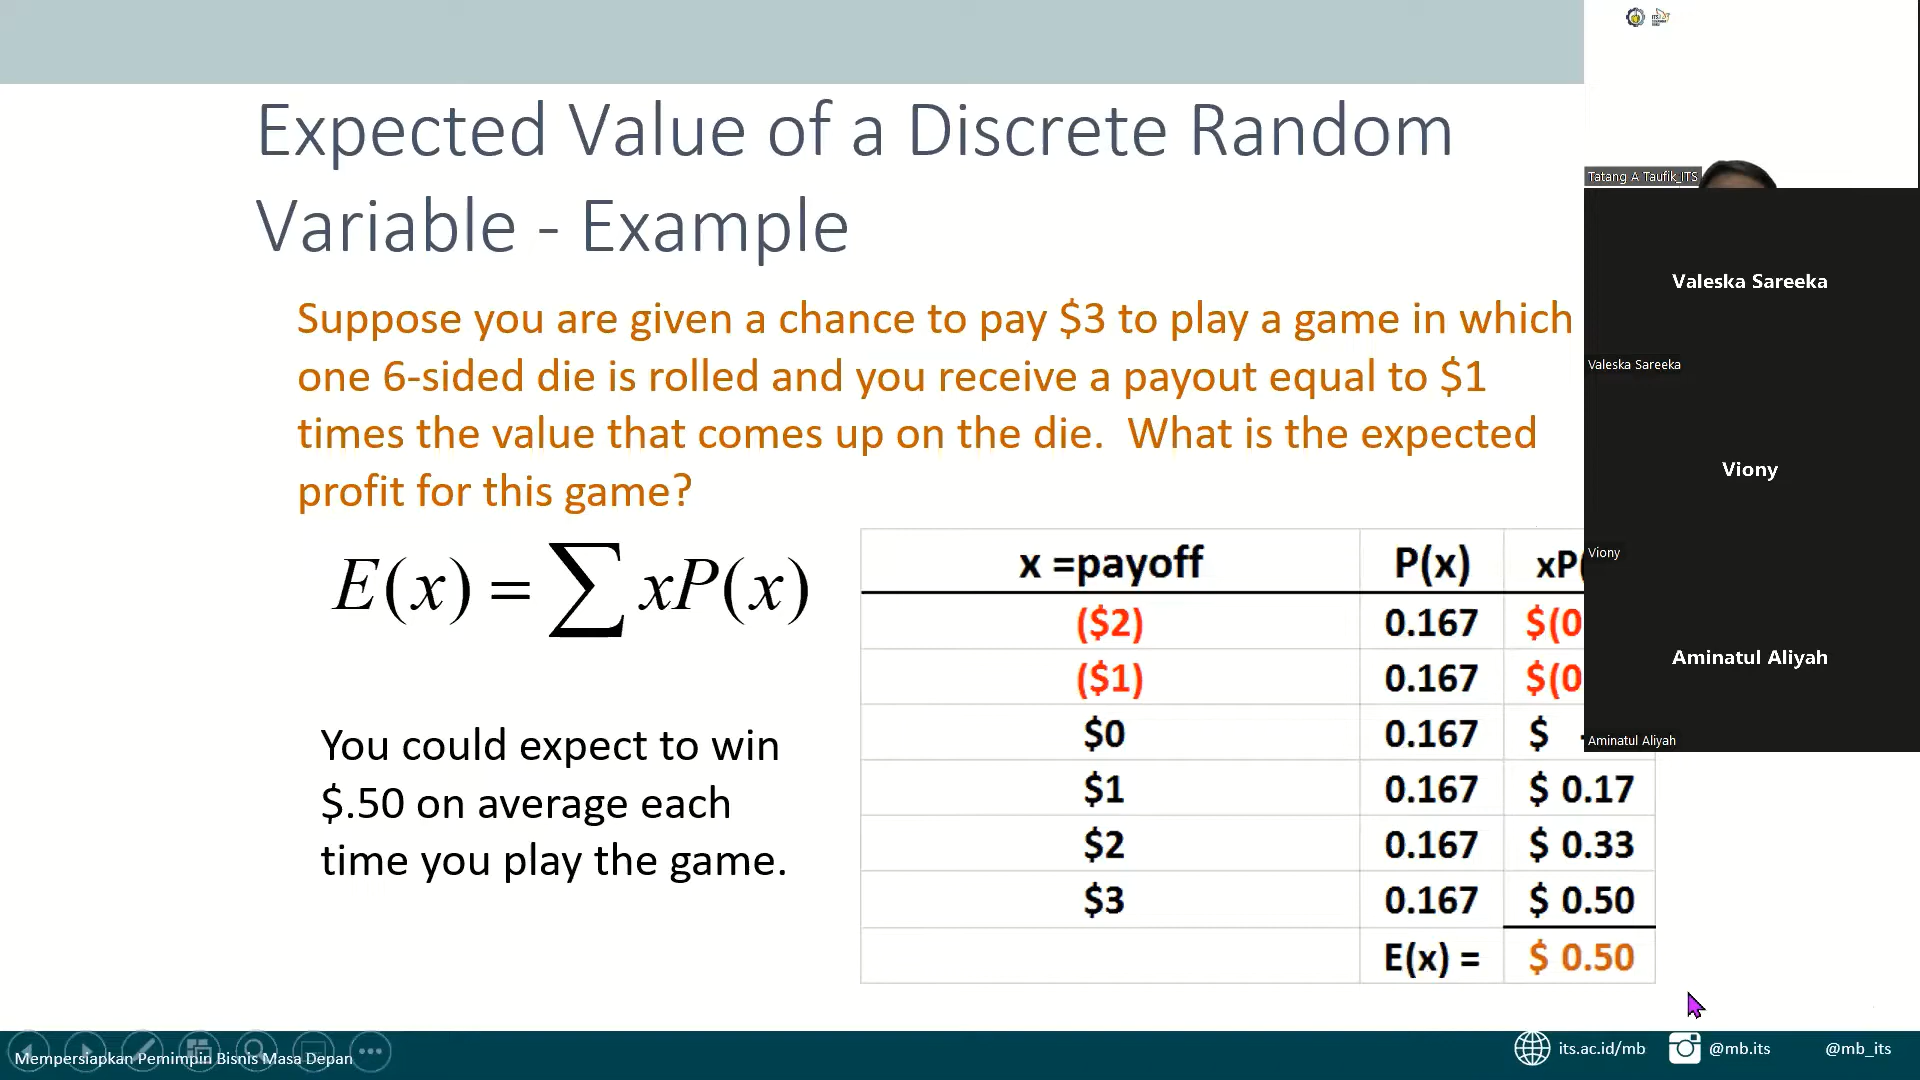 Expected Value of a Discrete Random
Variable - Example
Suppose you are given a chance to pay $3 to play a game in which
one 6-sided die is rolled and you receive a payout equal to $1
times the value that comes up on the die. What is the expected
profit for this game?
E(x) = ∑ xP(x)
You could expect to win
$.50 on average each
time you play the game.
x =payoff P(x) xP(
($2) 0.167 $(0
($1) 0.167 $(0
$0 0.167 $
$1 0.167 $ 0.17
$2 0.167 $ 0.33
$3 0.167 $ 0.50
E(x) = $ 0.50
Tatang A Taufik_ITS
Valeska Sareeka
Valeska Sareeka
Viony
Viony
Aminatul Aliyah
Aminatul Aliyah
Mempersiapkan Pemimpin Bisnis Masa Depan
its.ac.id/mb @mb.its @mb_its